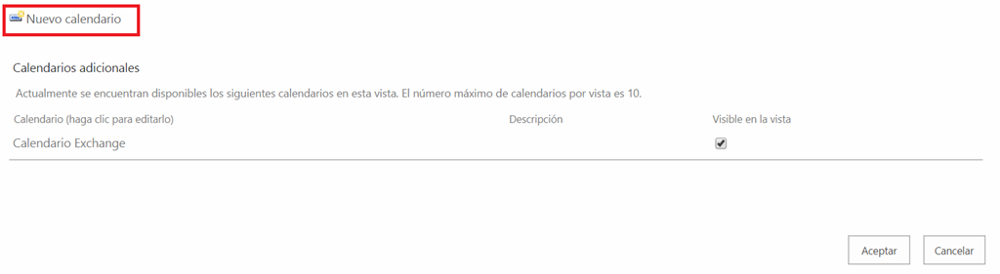 Nuevo calendario
Calendarios adicionales
Actualmente se encuentran disponibles los siguientes calendarios en esta vista. El número máximo de calendarios por vista es 10.
Calendario (haga clic para editarlo) Descripción Visible en la vista
Calendario Exchange
Aceptar Cancelar